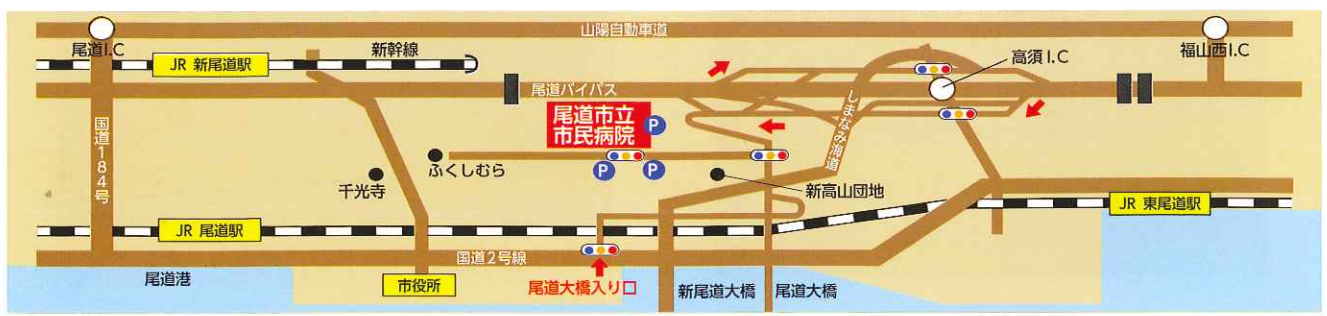 山陽自動車道
尾道I.C
福山西I.C
新幹線
高須I.C
JR 新尾道駅
尾道バイパス
尾道市立
市民病院
P
しまなみ海道
国道184号
ふくしむら
P
P
千光寺
新高山団地
JR 東尾道駅
JR 尾道駅
国道2号線
尾道港
市役所
尾道大橋入り口
新尾道大橋
尾道大橋